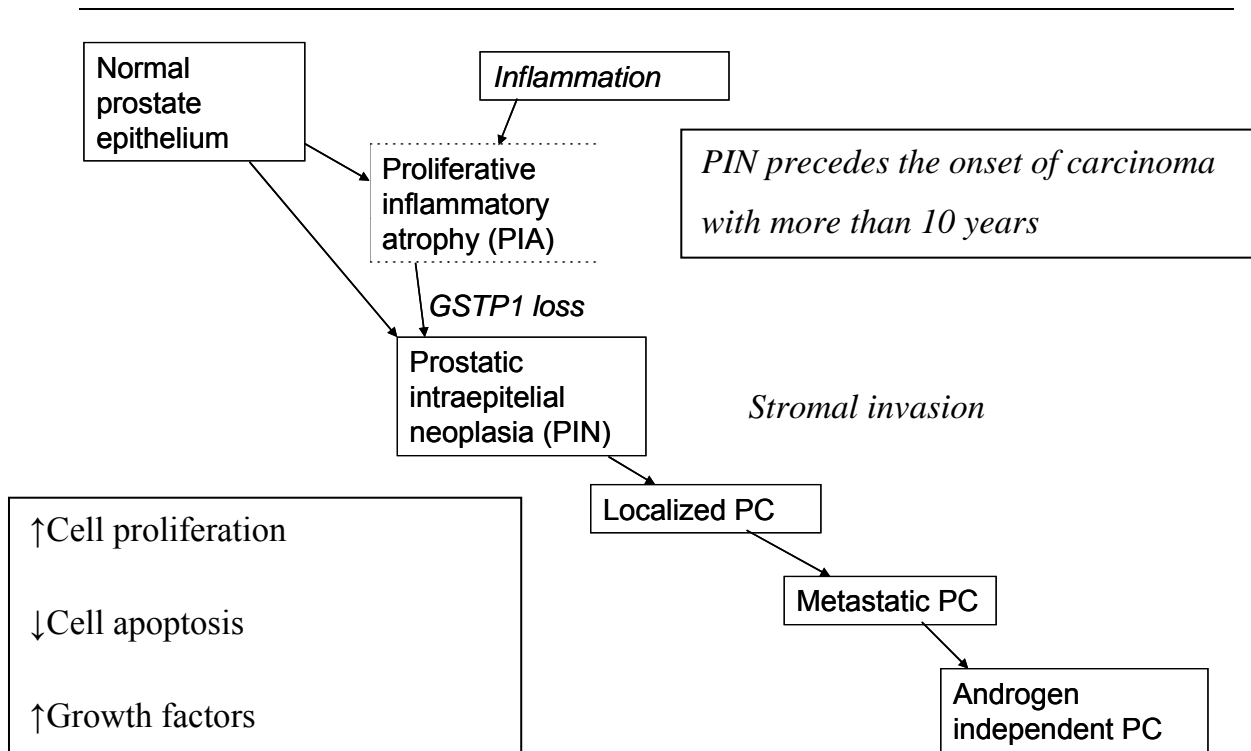 Normal
prostate
epithelium
Inflammation
Proliferative
inflammatory
atrophy (PIA)
PIN precedes the onset of carcinoma
with more than 10 years
GSTP1 loss
Prostatic
intraepitelial
neoplasia (PIN)
Stromal invasion
Localized PC
↑Cell proliferation
↓Cell apoptosis
↑Growth factors
Metastatic PC
Androgen
independent PC